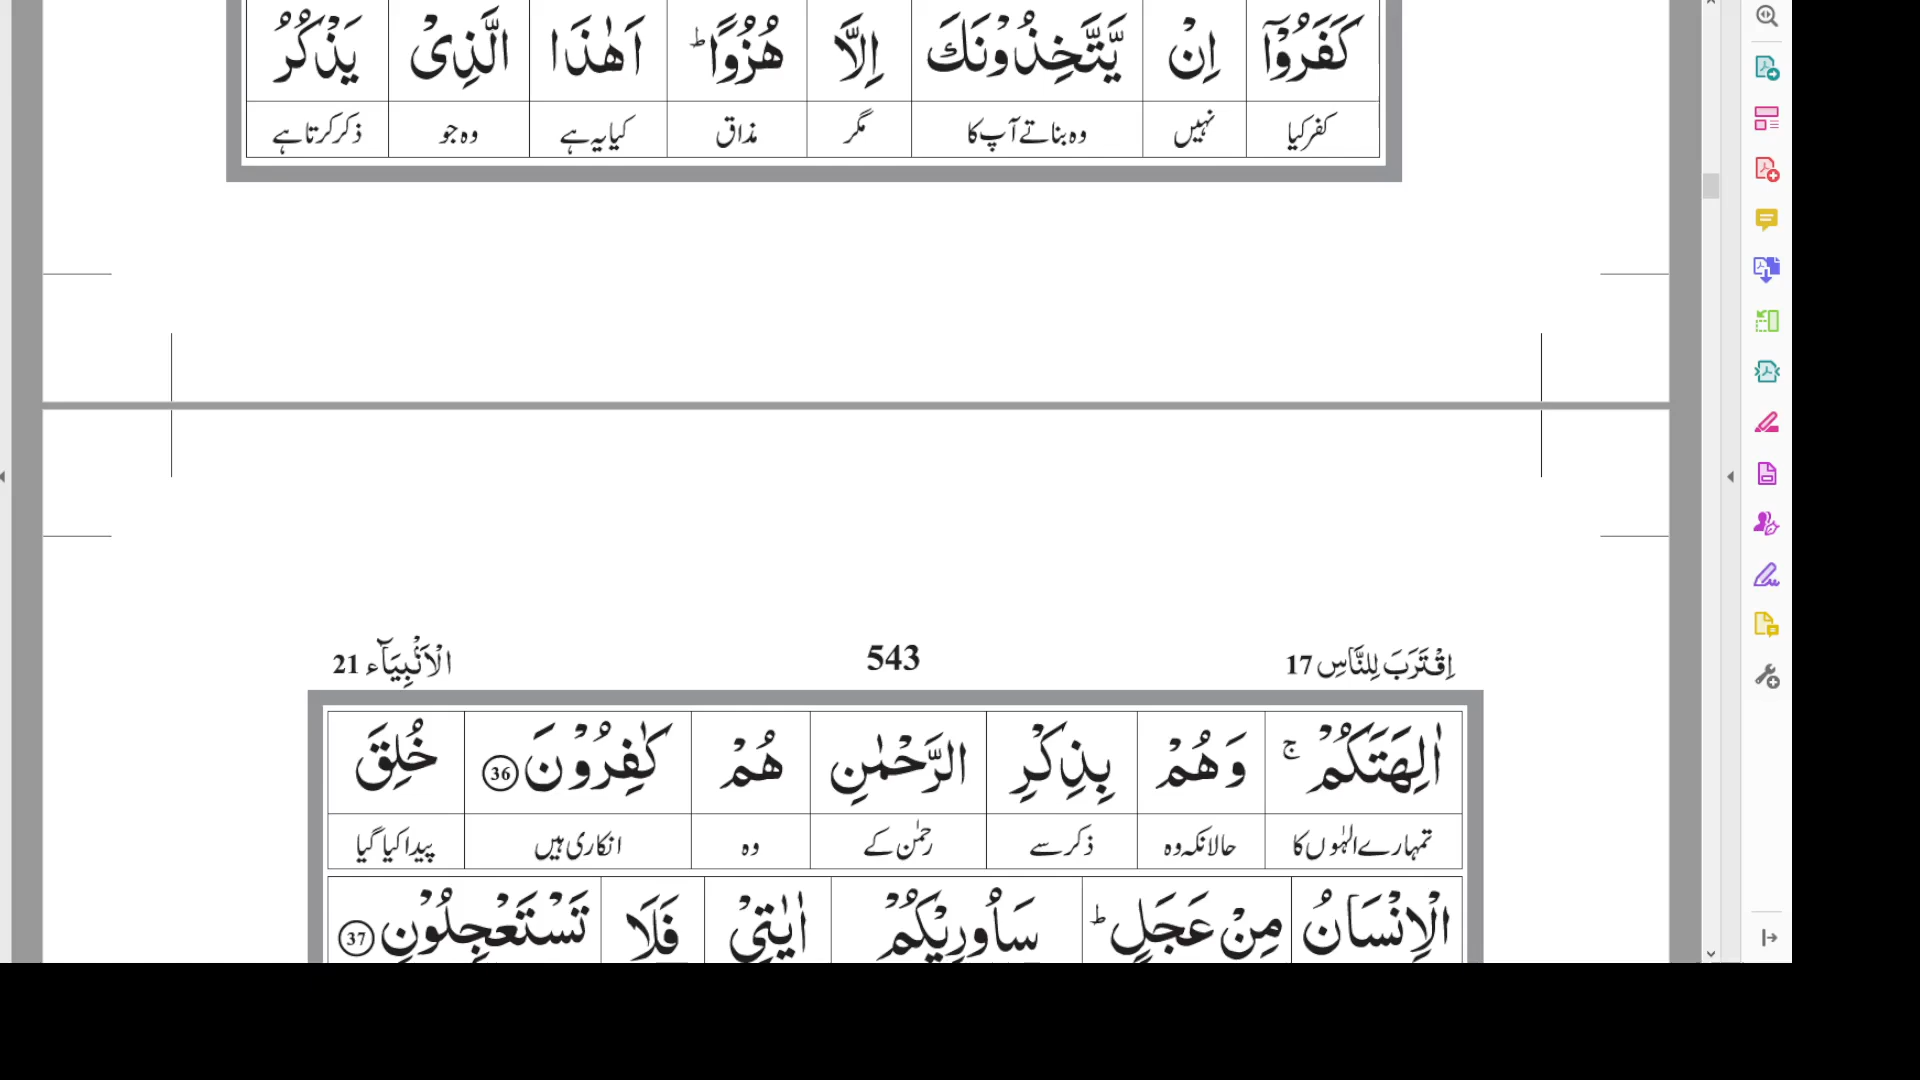 كَفَرُوْٓا اِنْ يَّتَّخِذُوْنَكَ اِلَّا هُزُوًا ؕ اَهٰذَا الَّذِىْ يَذْكُرُ
کفر کیا نہیں وہ بناتے آپ کا مگر مذاق کیا یہ ہے وہ جو ذکر کرتا ہے
اِقْتَرَبَ لِلنَّاسِ 17 543 الْاَنْۢبِيَآء 21
اٰلِهَتَكُمْ ۚ وَهُمْ بِذِكْرِ الرَّحْمٰنِ هُمْ كٰفِرُوْنَ 36 خُلِقَ
تمہارے الٰہوں کا حالانکہ وہ ذکر سے رحمٰن کے وہ انکاری ہیں پیدا کیا گیا
الْاِنْسَانُ مِنْ عَجَلٍ ؕ سَاُورِيْكُمْ اٰيٰتِىْ فَلَا تَسْتَعْجِلُوْنِ 37